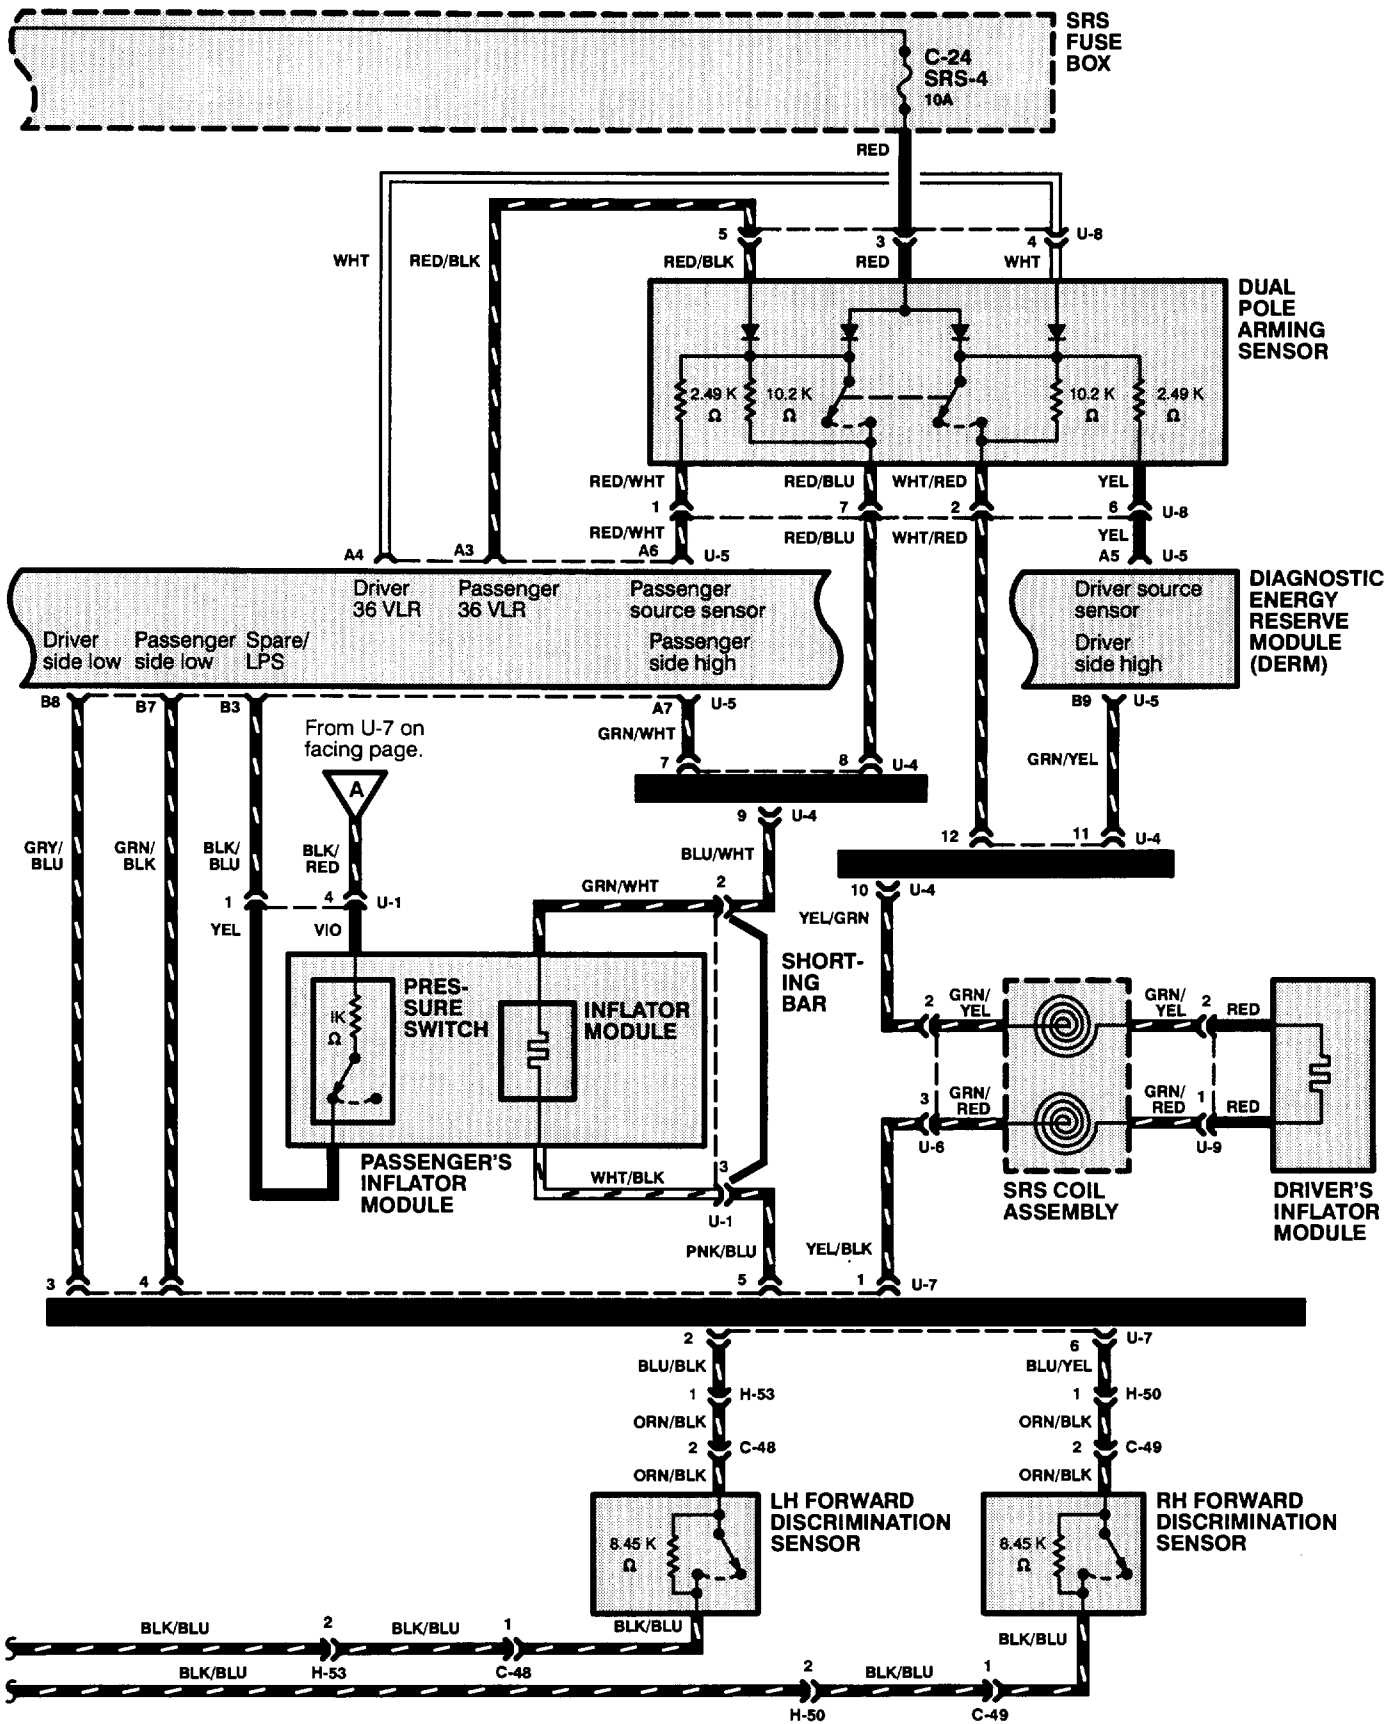 SRS
FUSE
BOX
C-24
SRS-4
10A
RED
5
3
4
U-8
WHT
RED/BLK
RED/BLK
RED
WHT
DUAL
POLE
ARMING
SENSOR
2.49 K
Ω
10.2 K
Ω
10.2 K
Ω
2.49 K
Ω
RED/WHT
RED/BLU
WHT/RED
YEL
1
7
2
6
U-8
RED/WHT
RED/BLU
WHT/RED
YEL
A4
A3
A6
U-5
A5
U-5
Driver
36 VLR
Passenger
36 VLR
Passenger
source sensor
Driver source
sensor
Driver
side low
Passenger
side low
Spare/
LPS
Passenger
side high
Driver
side high
DIAGNOSTIC
ENERGY
RESERVE
MODULE
(DERM)
B8
B7
B3
A7
U-5
B9
U-5
From U-7 on
facing page.
A
GRN/WHT
7
8
U-4
GRN/YEL
9
U-4
12
11
U-4
GRY/
BLU
GRN/
BLK
BLK/
BLU
BLK/
RED
BLU/WHT
GRN/WHT
2
10
U-4
1
4
U-1
YEL
VIO
YEL/GRN
SHORT-
ING
BAR
PRES-
SURE
SWITCH
1K
Ω
INFLATOR
MODULE
2
GRN/
YEL
GRN/
YEL
2
RED
3
GRN/
RED
GRN/
RED
1
RED
U-6
U-9
PASSENGER'S
INFLATOR
MODULE
WHT/BLK
3
U-1
SRS COIL
ASSEMBLY
DRIVER'S
INFLATOR
MODULE
PNK/BLU
YEL/BLK
3
4
5
1
U-7
2
6
U-7
BLU/BLK
BLU/YEL
1
H-53
1
H-50
ORN/BLK
ORN/BLK
2
C-48
2
C-49
ORN/BLK
ORN/BLK
LH FORWARD
DISCRIMINATION
SENSOR
RH FORWARD
DISCRIMINATION
SENSOR
8.45 K
Ω
8.45 K
Ω
BLK/BLU
2
BLK/BLU
1
BLK/BLU
BLK/BLU
H-53
C-48
BLK/BLU
2
BLK/BLU
1
H-50
C-49